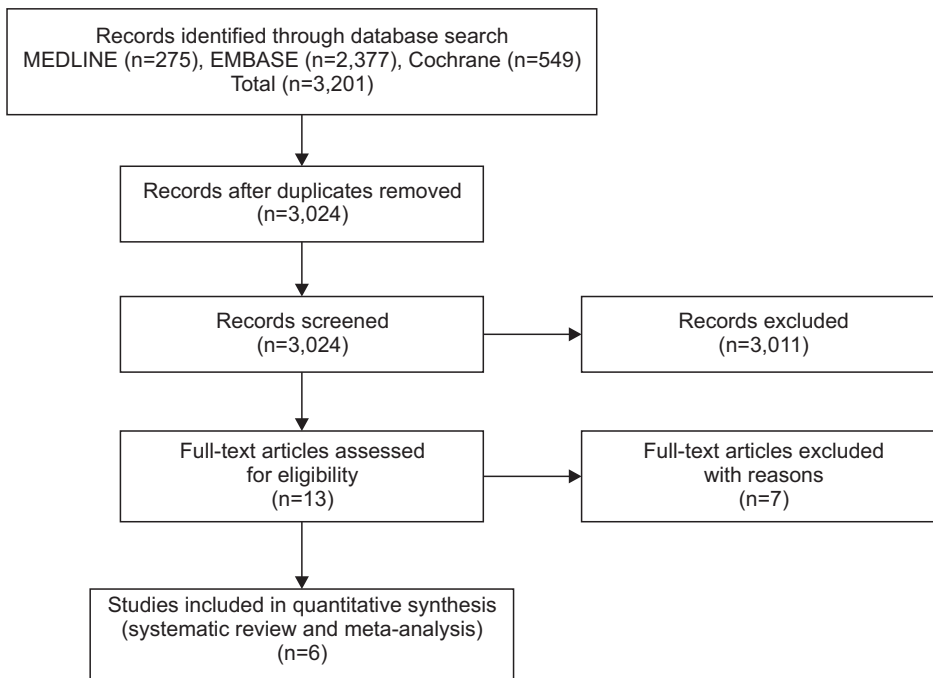 Records identified through database search
MEDLINE (n=275), EMBASE (n=2,377), Cochrane (n=549)
Total (n=3,201)
Records after duplicates removed
(n=3,024)
Records screened
(n=3,024)
Records excluded
(n=3,011)
Full-text articles assessed
for eligibility
(n=13)
Full-text articles excluded
with reasons
(n=7)
Studies included in quantitative synthesis
(systematic review and meta-analysis)
(n=6)